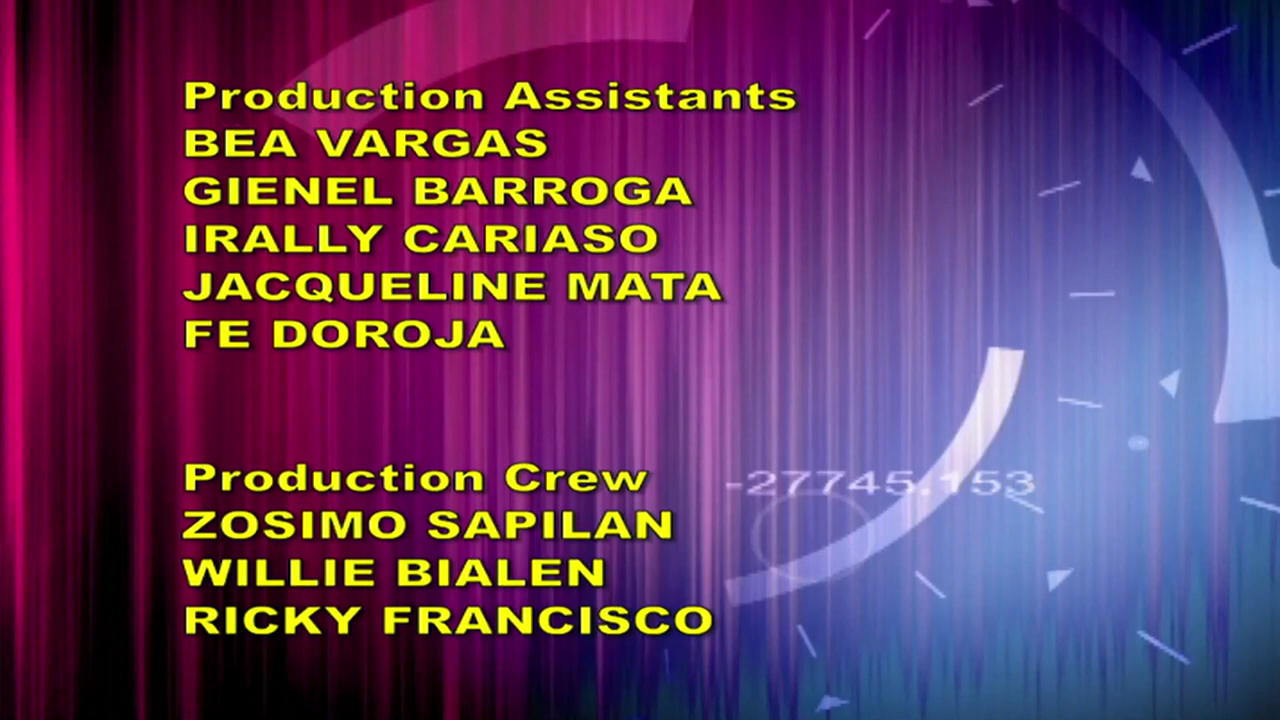 Production Assistants
BEA VARGAS
GIENEL BARROGA
IRALLY CARIASO
JACQUELINE MATA
FE DOROJA
Production Crew
-27745.153
ZOSIMO SAPILAN
WILLIE BIALEN
RICKY FRANCISCO